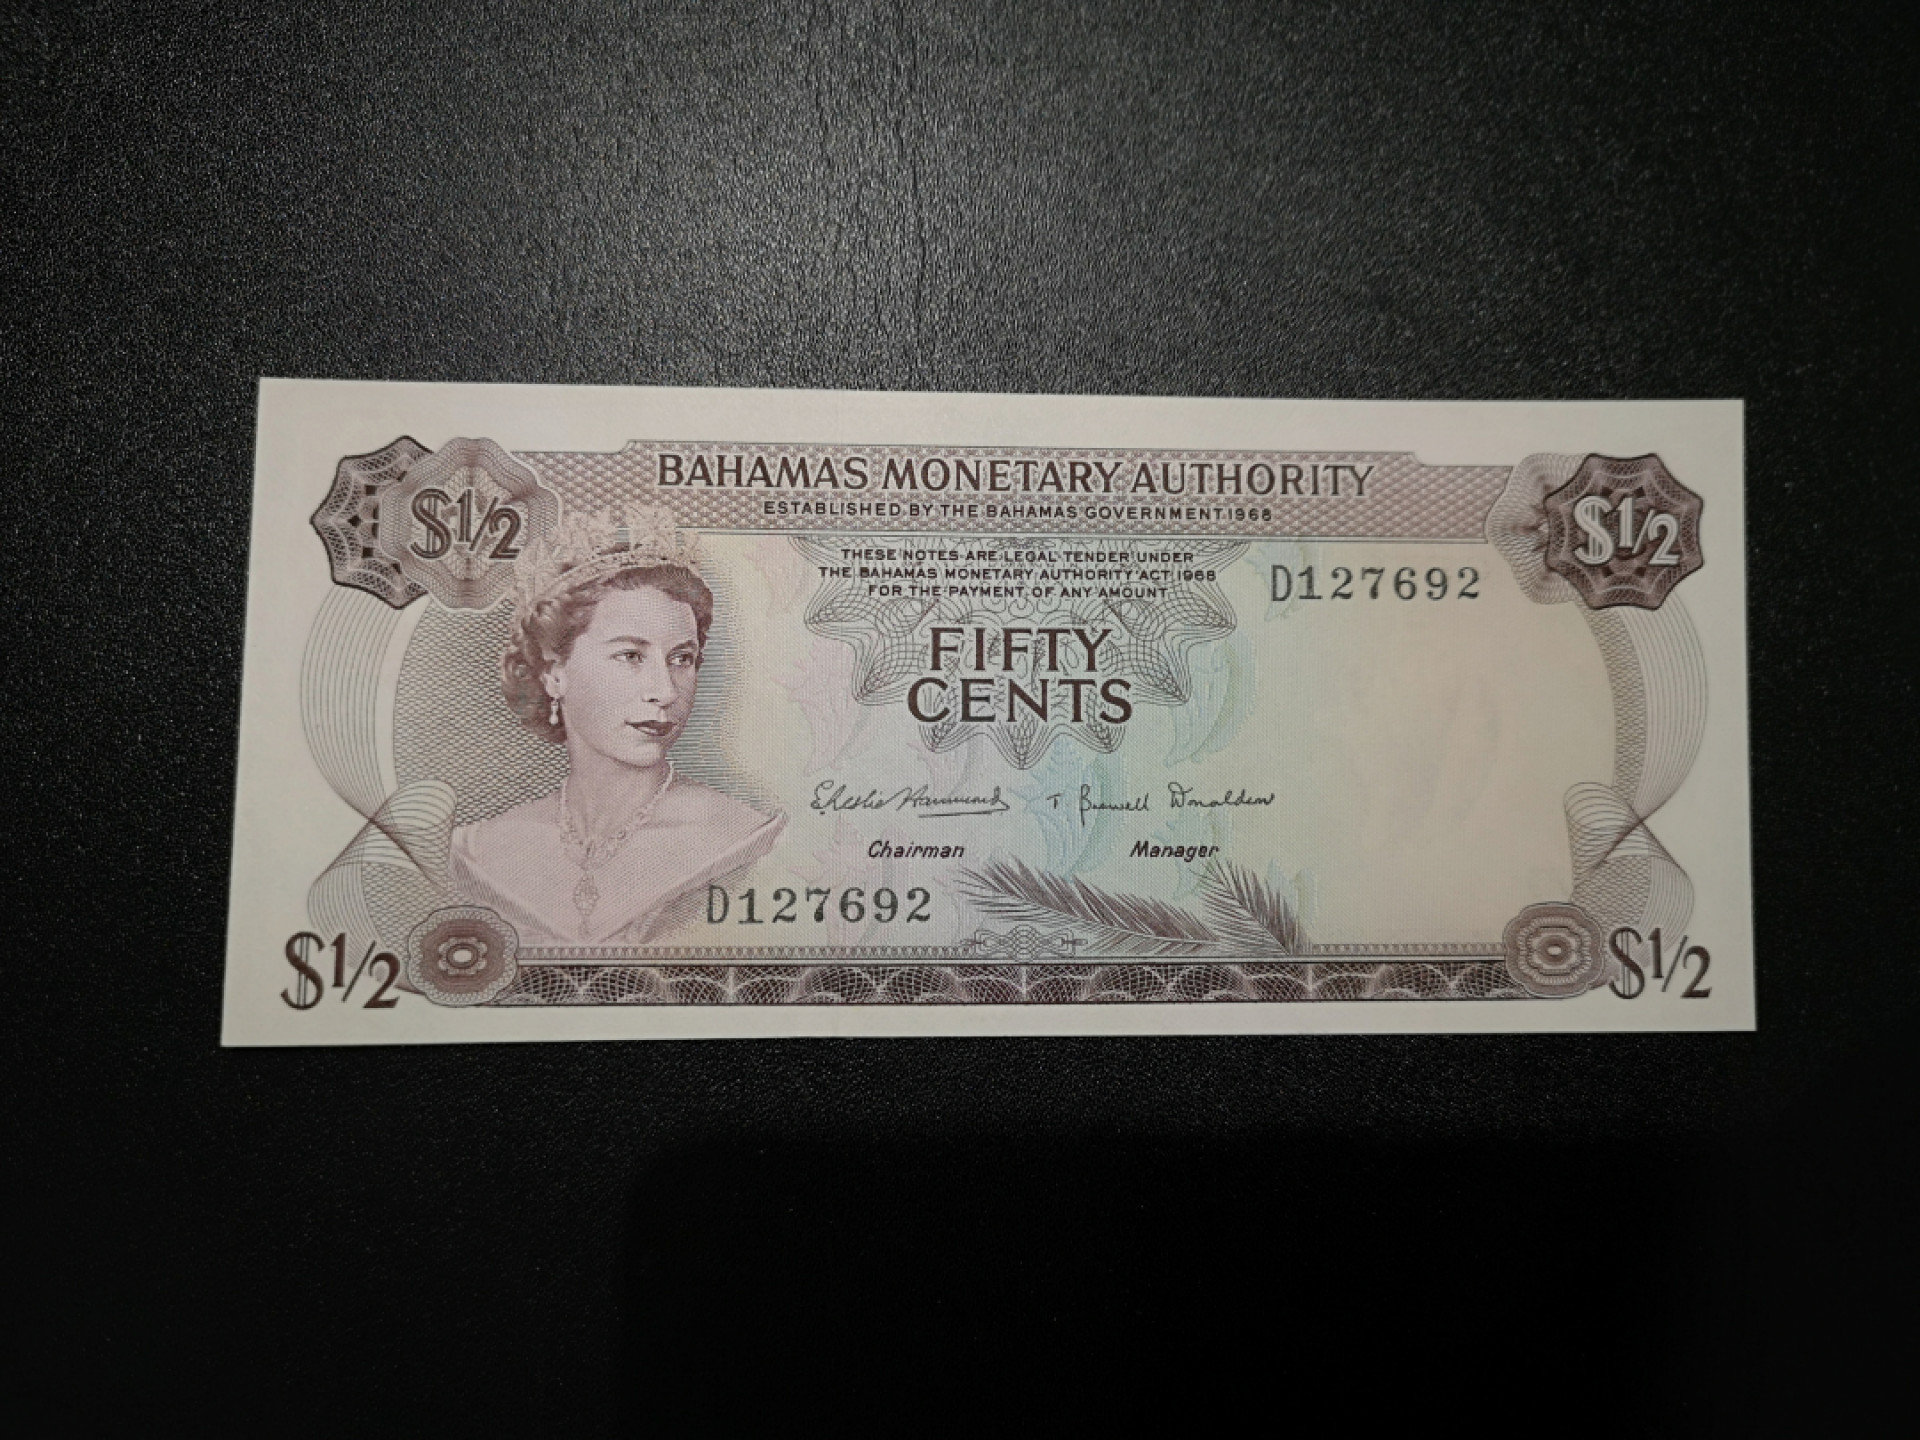 BAHAMAS MONETARY AUTHORITY
ESTABLISHED BY THE BAHAMAS GOVERNMENT 1968
$1/2
$1/2
THESE NOTES ARE LEGAL TENDER UNDER
THE BAHAMAS MONETARY AUTHORITY ACT 1968
FOR THE PAYMENT OF ANY AMOUNT
D127692
FIFTY
CENTS
T Baswell Donaldson
Chairman
Manager
D127692
$1/2
$1/2